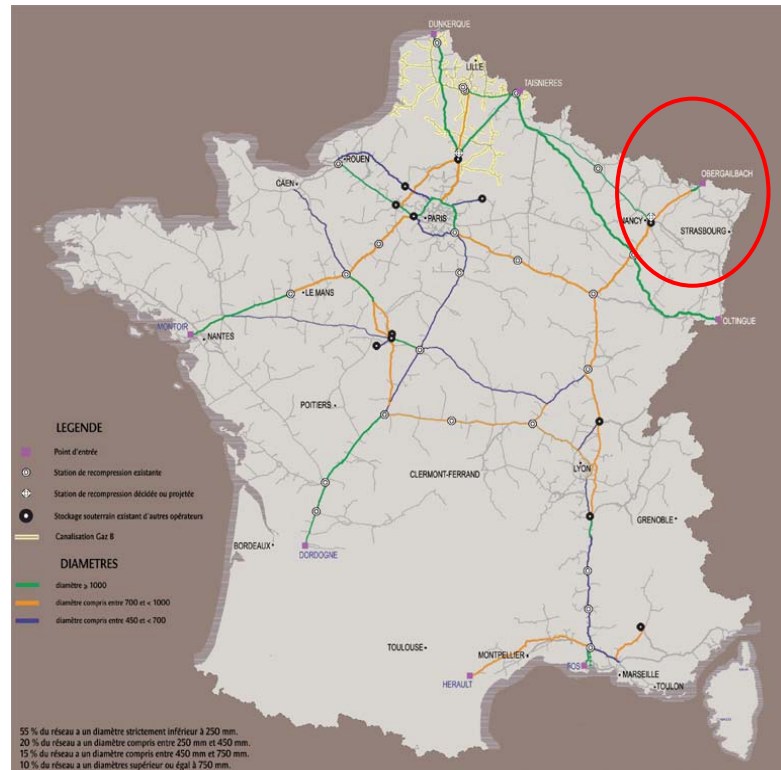 DUNKERQUE
LILLE
TAISNIERES
ROUEN
CAEN
OBERGAILBACH
PARIS
NANCY
STRASBOURG
LE MANS
OLTINGUE
MONTOIR
NANTES
POITIERS
LYON
CLERMONT-FERRAND
GRENOBLE
BORDEAUX
DORDOGNE
TOULOUSE
MONTPELLIER
FOS
HERAULT
MARSEILLE
TOULON
LEGENDE
Point d'entrée
Station de recompression existante
Station de recompression décidée ou projetée
Stockage souterrain existant d'autres opérateurs
Canalisation Gaz B
DIAMETRES
diamètre ≥ 1000
diamètre compris entre 700 et < 1000
diamètre compris entre 450 et < 700
55 % du réseau a un diamètre strictement inférieur à 250 mm.
20 % du réseau a un diamètre compris entre 250 mm et 450 mm.
15 % du réseau a un diamètre compris entre 450 mm et 750 mm.
10 % du réseau a un diamètres supérieur ou égal à 750 mm.